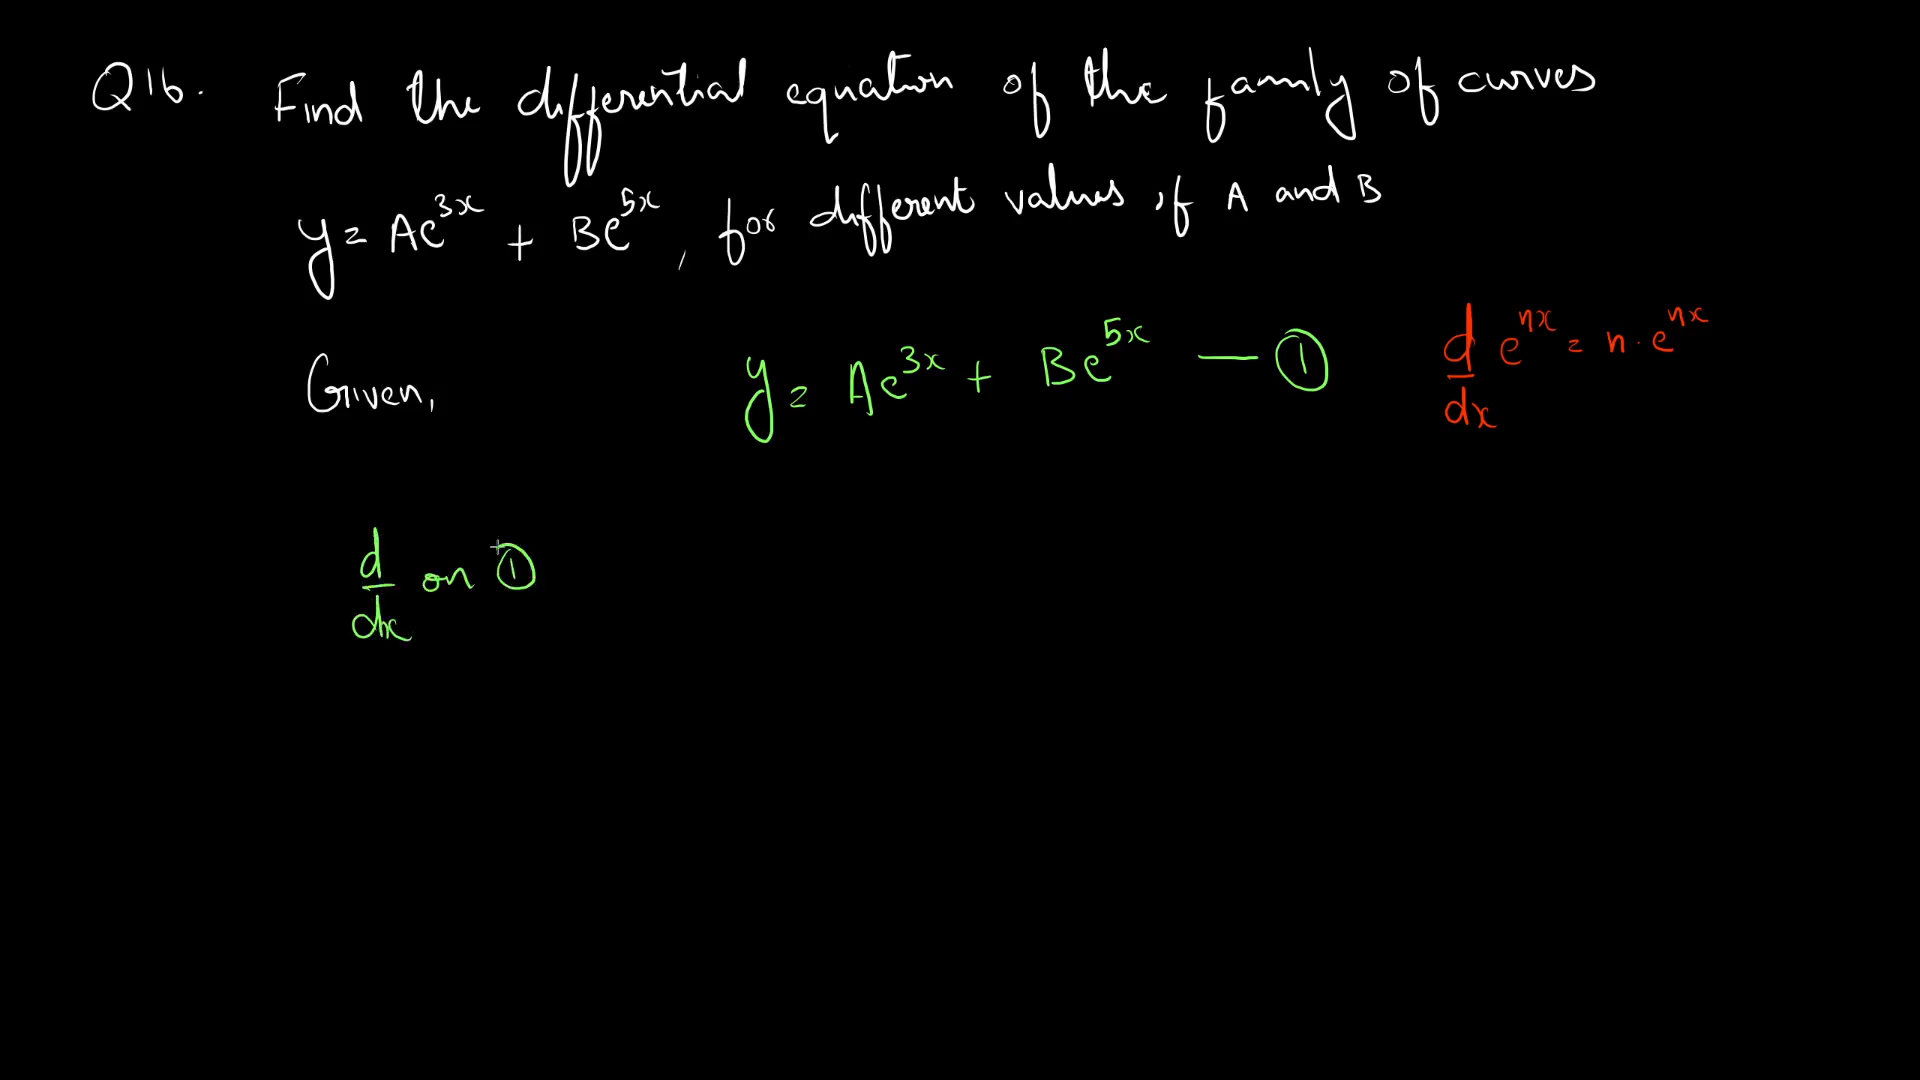 Q16. Find the differential equation of the family of curves
y = Ae^{3x} + Be^{5x}, for different values of A and B
Given, y = Ae^{3x} + Be^{5x} — ①
d/dx e^{nx} = n · e^{nx}
d/dx on ①